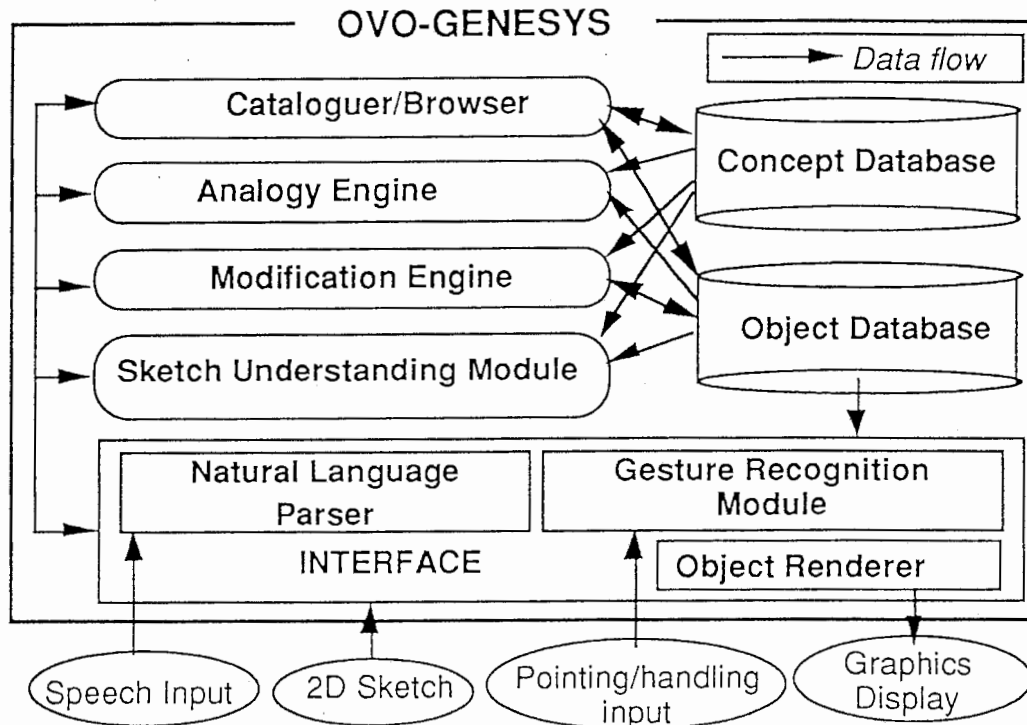 OVO-GENESYS
Data flow
Cataloguer/Browser
Concept Database
Analogy Engine
Modification Engine
Object Database
Sketch Understanding Module
Natural Language
Parser
Gesture Recognition
Module
INTERFACE
Object Renderer
Speech Input
2D Sketch
Pointing/handling
input
Graphics
Display